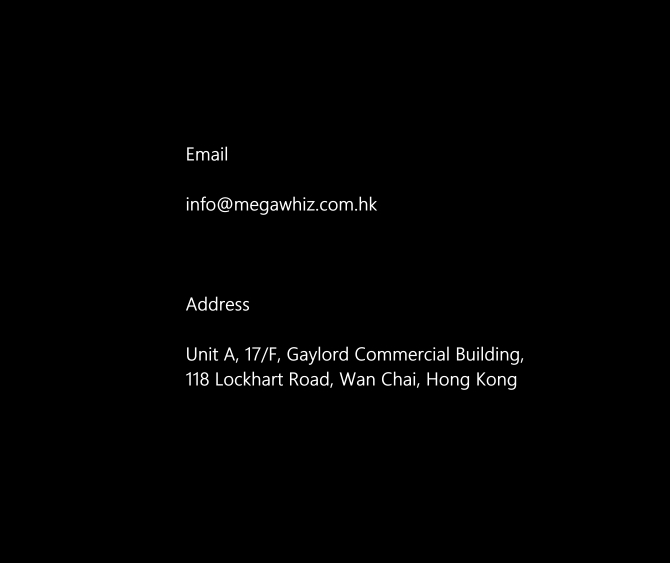 Email
info@megawhiz.com.hk
Address
Unit A, 17/F, Gaylord Commercial Building,
118 Lockhart Road, Wan Chai, Hong Kong